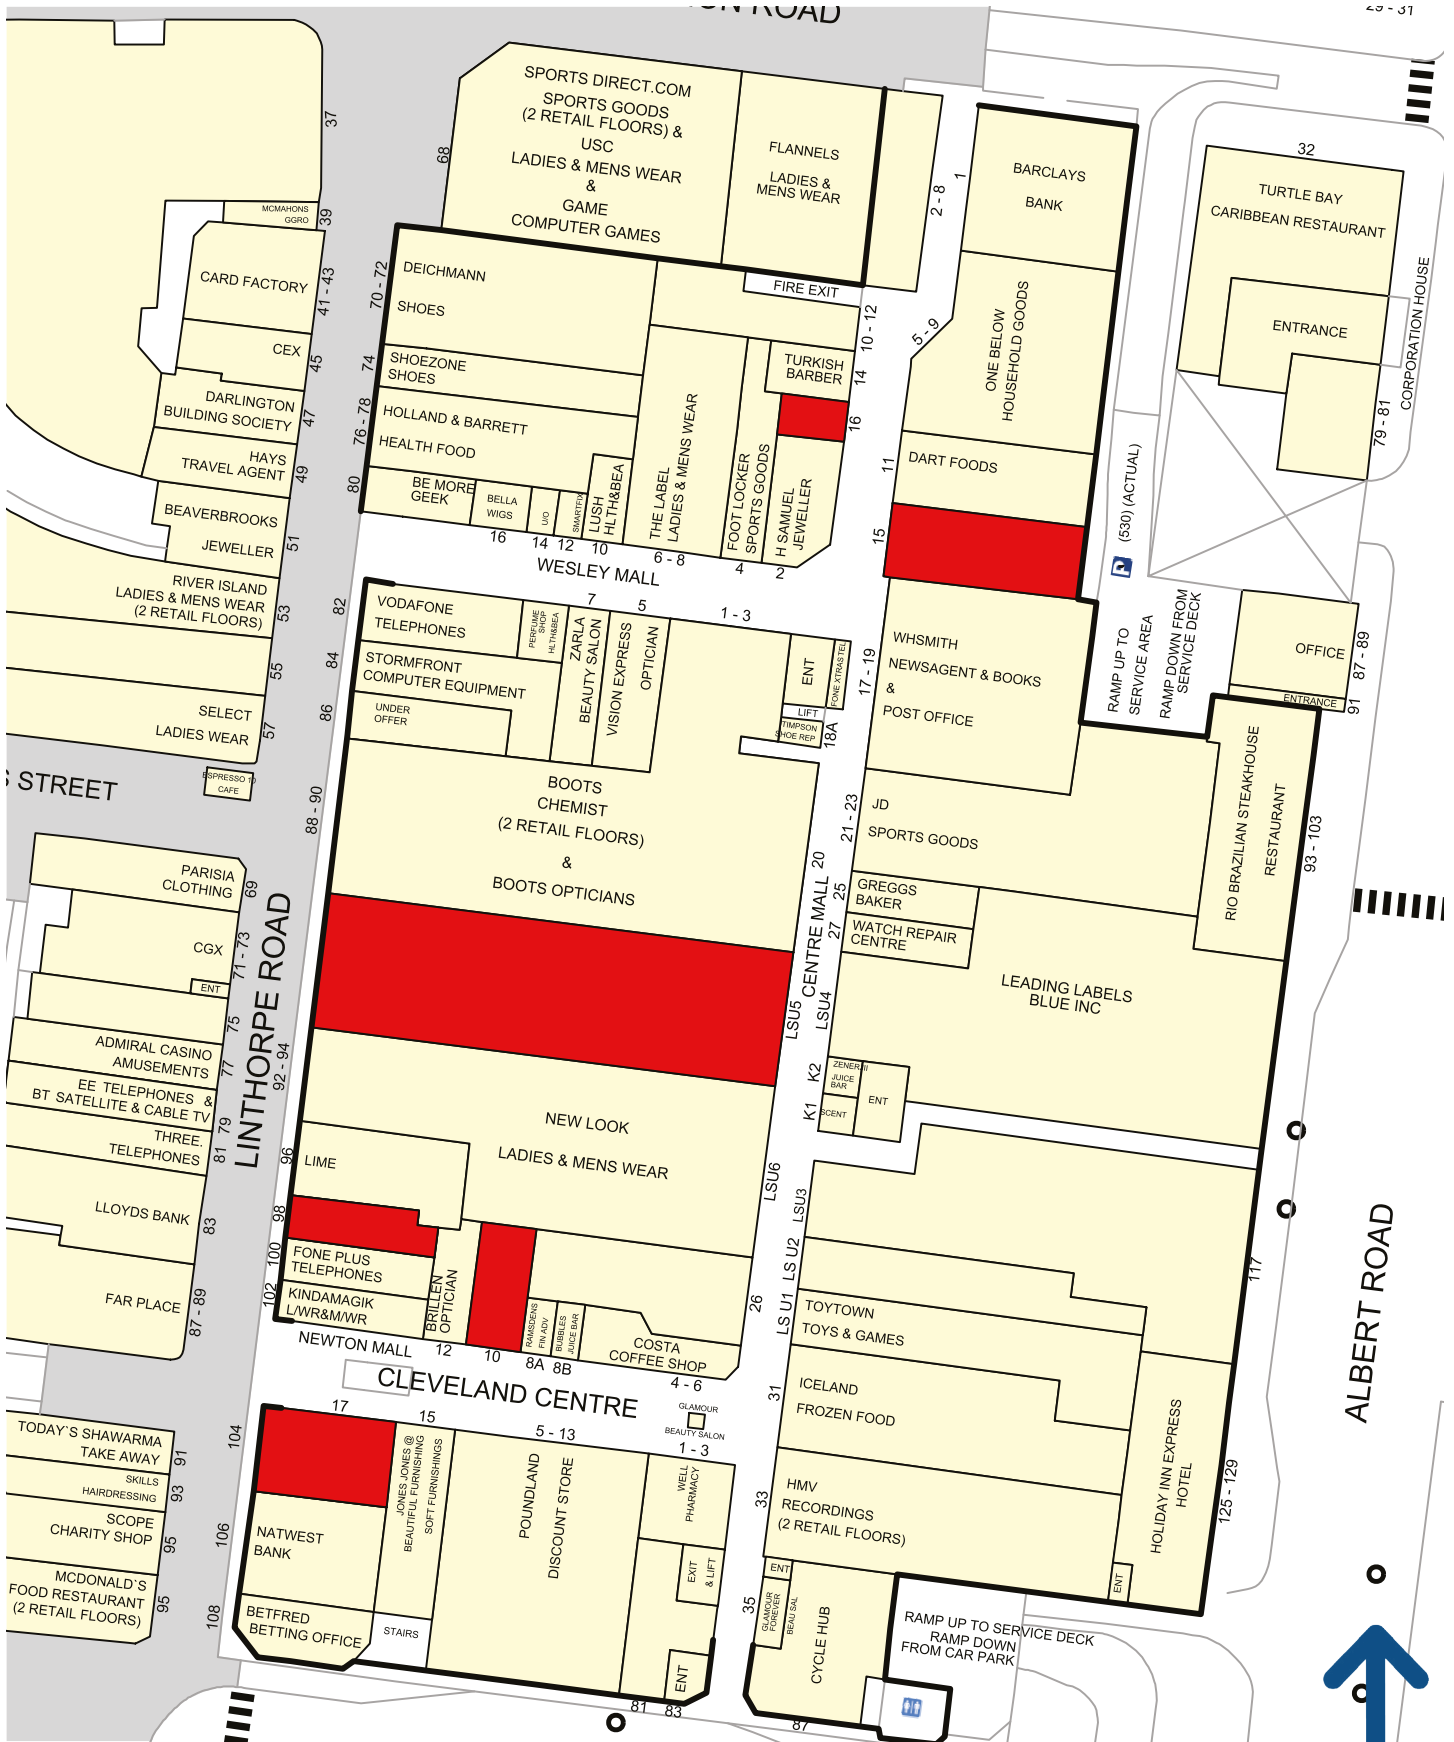 ON ROAD
29 - 31
37
39
MCMAHONS
GGRO
41 - 43
CARD FACTORY
CEX
45
DARLINGTON
BUILDING SOCIETY
47
HAYS
TRAVEL AGENT
49
BEAVERBROOKS
JEWELLER
51
RIVER ISLAND
LADIES & MENS WEAR
(2 RETAIL FLOORS)
53
55
SELECT
LADIES WEAR
57
S STREET
ESPRESSO 10
CAFE
68
SPORTS DIRECT.COM
SPORTS GOODS
(2 RETAIL FLOORS) &
USC
LADIES & MENS WEAR
&
GAME
COMPUTER GAMES
FLANNELS
LADIES &
MENS WEAR
2 - 8
1
BARCLAYS
BANK
32
TURTLE BAY
CARIBBEAN RESTAURANT
ENTRANCE
CORPORATION HOUSE
79 - 81
70 - 72
DEICHMANN
SHOES
74
SHOEZONE
SHOES
76 - 78
HOLLAND & BARRETT
HEALTH FOOD
80
BE MORE
GEEK
BELLA
WIGS
U/O
SMARTFIX
LUSH
HLTH&BEA
THE LABEL
LADIES & MENS WEAR
FOOT LOCKER
SPORTS GOODS
H SAMUEL
JEWELLER
FIRE EXIT
10 - 12
TURKISH
BARBER
14
16
16
14
12
10
6 - 8
4
2
WESLEY MALL
5 - 9
ONE BELOW
HOUSEHOLD GOODS
11
DART FOODS
15
(530) (ACTUAL)
P
RAMP UP TO
SERVICE AREA
RAMP DOWN FROM
SERVICE DECK
OFFICE
87 - 89
ENTRANCE
91
82
VODAFONE
TELEPHONES
PERFUME
SHOP
HLTH&BEA
7
ZARLA
BEAUTY SALON
5
VISION EXPRESS
OPTICIAN
1 - 3
ENT
FONE XTRAS TEL
LIFT
TIMPSON
SHOE REP
18A
84
STORMFRONT
COMPUTER EQUIPMENT
86
UNDER
OFFER
88 - 90
BOOTS
CHEMIST
(2 RETAIL FLOORS)
&
BOOTS OPTICIANS
17 - 19
WHSMITH
NEWSAGENT & BOOKS
&
POST OFFICE
21 - 23
JD
SPORTS GOODS
20
CENTRE MALL
25
GREGGS
BAKER
27
WATCH REPAIR
CENTRE
RIO BRAZILIAN STEAKHOUSE
RESTAURANT
93 - 103
LEADING LABELS
BLUE INC
LSU5
LSU4
K2
ZENERJII
JUICE
BAR
K1
SCENT
ENT
PARISIA
CLOTHING
69
CGX
71 - 73
ENT
75
ADMIRAL CASINO
AMUSEMENTS
77
EE TELEPHONES &
BT SATELLITE & CABLE TV
79
THREE.
TELEPHONES
81
LLOYDS BANK
83
FAR PLACE
87 - 89
LINTHORPE ROAD
92 - 94
NEW LOOK
LADIES & MENS WEAR
LSU6
LSU3
LS U2
LS U1
96
LIME
98
100
FONE PLUS
TELEPHONES
102
KINDAMAGIK
L/WR&M/WR
BRILLEN
OPTICIAN
RAMSDENS
FIN ADV
BUBBLES
JUICE BAR
COSTA
COFFEE SHOP
26
NEWTON MALL
12
10
8A
8B
4 - 6
CLEVELAND CENTRE
GLAMOUR
BEAUTY SALON
TOYTOWN
TOYS & GAMES
31
ICELAND
FROZEN FOOD
33
HMV
RECORDINGS
(2 RETAIL FLOORS)
117
HOLIDAY INN EXPRESS
HOTEL
125 - 129
ENT
ALBERT ROAD
TODAY`S SHAWARMA
TAKE AWAY
91
SKILLS
HAIRDRESSING
93
SCOPE
CHARITY SHOP
95
MCDONALD`S
FOOD RESTAURANT
(2 RETAIL FLOORS)
95
104
17
15
5 - 13
1 - 3
106
NATWEST
BANK
108
BETFRED
BETTING OFFICE
STAIRS
JONES JONES @
BEAUTIFUL FURNISHING
SOFT FURNISHINGS
POUNDLAND
DISCOUNT STORE
WELL
PHARMACY
EXIT
& LIFT
ENT
81
83
35
ENT
GLAMOUR
FOREVER
BEAU SAL
CYCLE HUB
87
RAMP UP TO SERVICE DECK
RAMP DOWN
FROM CAR PARK